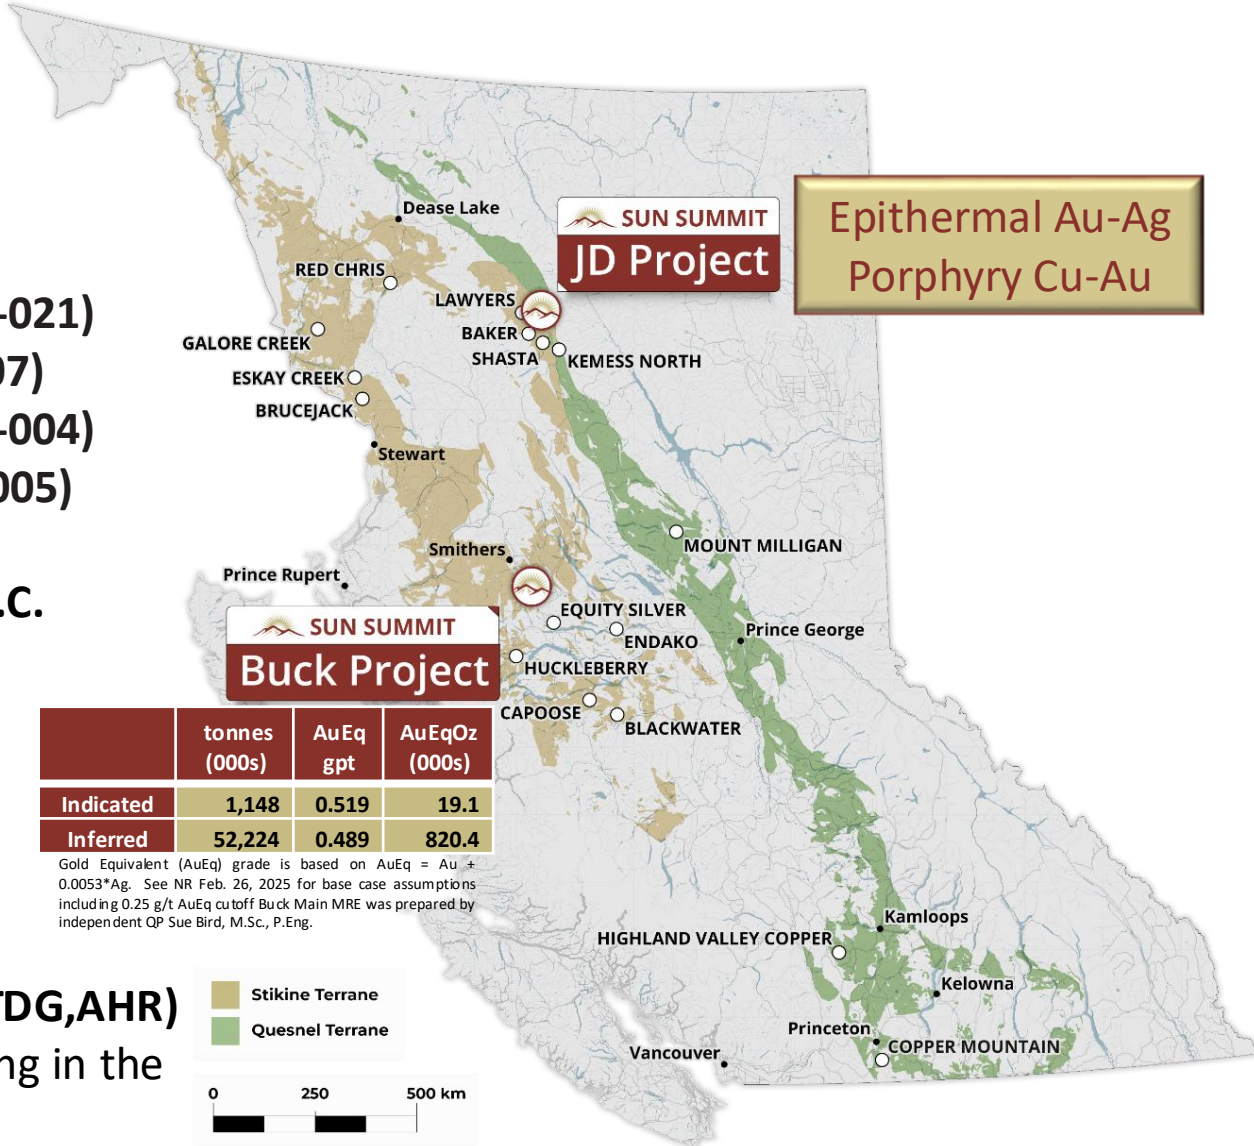 Dease Lake
SUN SUMMIT
JD Project
Epithermal Au-Ag
Porphyry Cu-Au
RED CHRIS
LAWYERS
-021)
GALORE CREEK
BAKER
SHASTA
KEMESS NORTH
07)
ESKAY CREEK
BRUCEJACK
-004)
Stewart
005)
MOUNT MILLIGAN
Smithers
Prince Rupert
.C.
EQUITY SILVER
ENDAKO
Prince George
SUN SUMMIT
Buck Project
HUCKLEBERRY
CAPOOSE
BLACKWATER
tonnes (000s) AuEq gpt AuEqOz (000s)
Indicated 1,148 0.519 19.1
Inferred 52,224 0.489 820.4
Gold Equivalent (AuEq) grade is based on AuEq = Au +
0.0053*Ag. See NR Feb. 26, 2025 for base case assumptions
including 0.25 g/t AuEq cutoff Buck Main MRE was prepared by
independent QP Sue Bird, M.Sc., P.Eng.
Kamloops
HIGHLAND VALLEY COPPER
Kelowna
TDG,AHR)
Stikine Terrane
Quesnel Terrane
Princeton
COPPER MOUNTAIN
Vancouver
ng in the
0 250 500 km